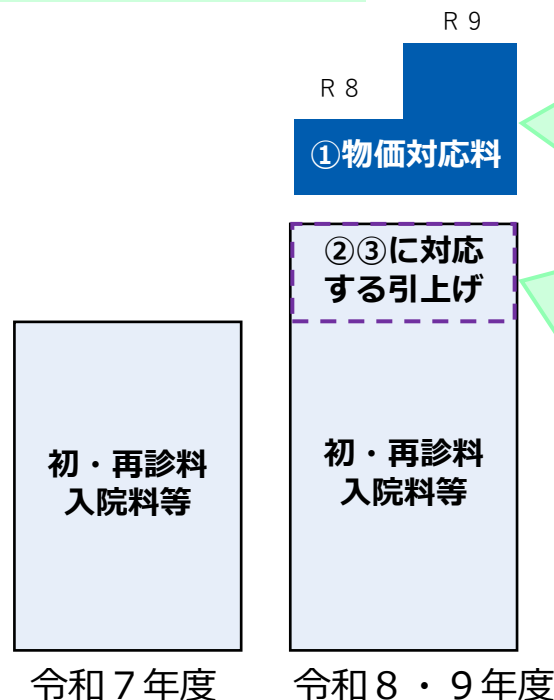 Ｒ９
Ｒ８
①物価対応料
②③に対応
する引上げ
初・再診料
入院料等
初・再診料
入院料等
令和７年度
令和８・９年度